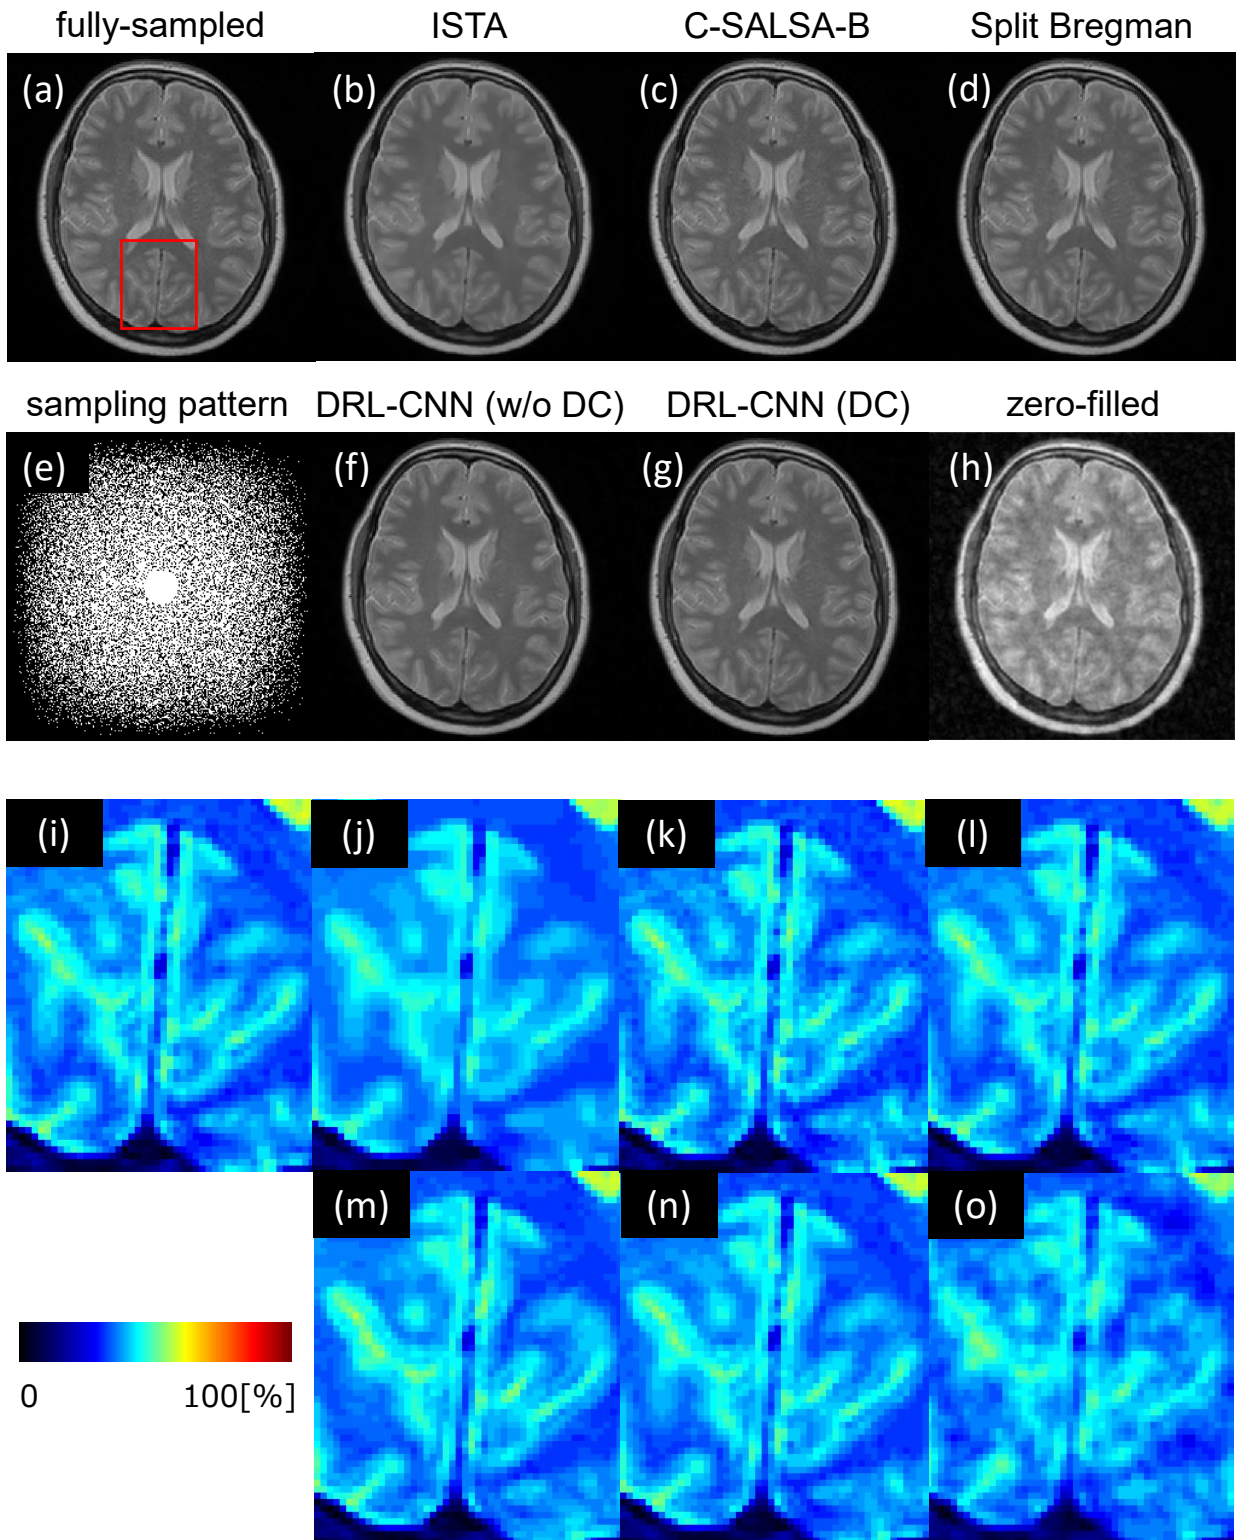 fully-sampled ISTA C-SALSA-B Split Bregman
(a) (b) (c) (d)
sampling pattern DRL-CNN (w/o DC) DRL-CNN (DC) zero-filled
(e) (f) (g) (h)
(i) (j) (k) (l)
(m) (n) (o)
0 100[%]